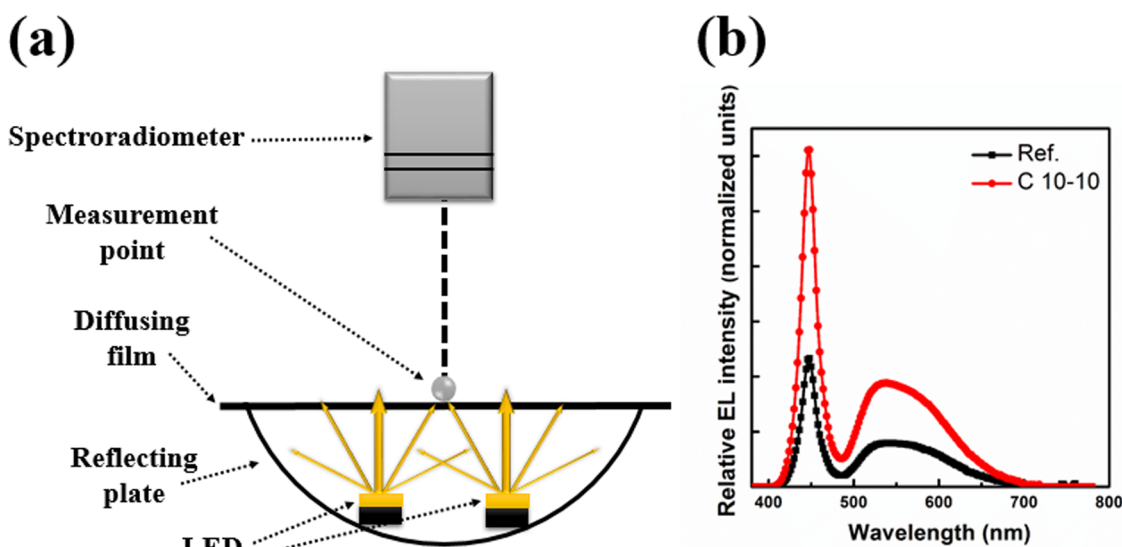 (a)
Spectroradiometer
Measurement
point
Diffusing
film
Reflecting
plate
LED
(b)
Relative EL intensity (normalized units)
Ref.
C 10-10
400 500 600 700 800
Wavelength (nm)